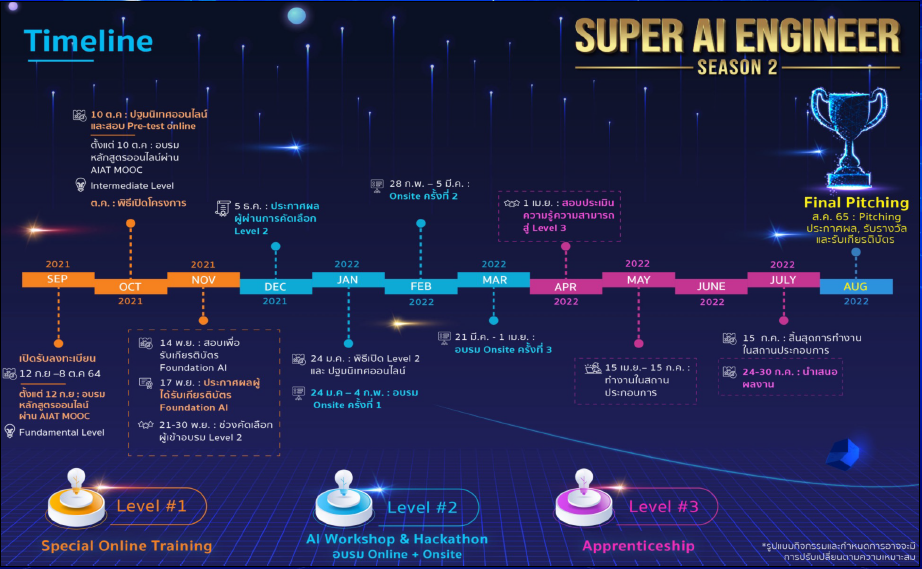 Timeline
SUPER AI ENGINEER
SEASON 2
10 ต.ค : ปฐมนิเทศออนไลน์
และสอบ Pre-test online
ตั้งแต่ 10 ต.ค : อบรม
หลักสูตรออนไลน์ผ่าน
AIAT MOOC
Intermediate Level
ต.ค. : พิธีเปิดโครงการ
5 ธ.ค. : ประกาศผล
ผู้ผ่านการคัดเลือก
Level 2
28 ก.พ. – 5 มี.ค. :
Onsite ครั้งที่ 2
1 เม.ย. : สอบประเมิน
ความรู้ความสามารถ
สู่ Level 3
Final Pitching
ส.ค. 65 : Pitching
ประกาศผล, รับรางวัล
และรับเกียรติบัตร
2021
SEP
OCT
2021
2021
NOV
DEC
2021
2022
JAN
FEB
2022
2022
MAR
APR
2022
2022
MAY
JUNE
2022
2022
JULY
AUG
2022
เปิดรับลงทะเบียน
12 ก.ย –8 ต.ค 64
ตั้งแต่ 12 ก.ย : อบรม
หลักสูตรออนไลน์
ผ่าน AIAT MOOC
Fundamental Level
14 พ.ย. : สอบเพื่อ
รับเกียรติบัตร
Foundation AI
17 พ.ย. : ประกาศผลผู้
ได้รับเกียรติบัตร
Foundation AI
21-30 พ.ย. : ช่วงคัดเลือก
ผู้เข้าอบรม Level 2
24 ม.ค : พิธีเปิด Level 2
และ ปฐมนิเทศออนไลน์
24 ม.ค – 4 ก.พ. : อบรม
Onsite ครั้งที่ 1
21 มี.ค. - 1 เม.ย. :
อบรม Onsite ครั้งที่ 3
15 เม.ย.– 15 ก.ค. :
ทำงานในสถาน
ประกอบการ
15 ก.ค. : สิ้นสุดการทำงาน
ในสถานประกอบการ
24-30 ก.ค. : นำเสนอ
ผลงาน
Level #1
Special Online Training
Level #2
AI Workshop & Hackathon
อบรม Online + Onsite
Level #3
Apprenticeship
*รูปแบบกิจกรรมและกำหนดการอาจจะมี
การปรับเปลี่ยนตามความเหมาะสม